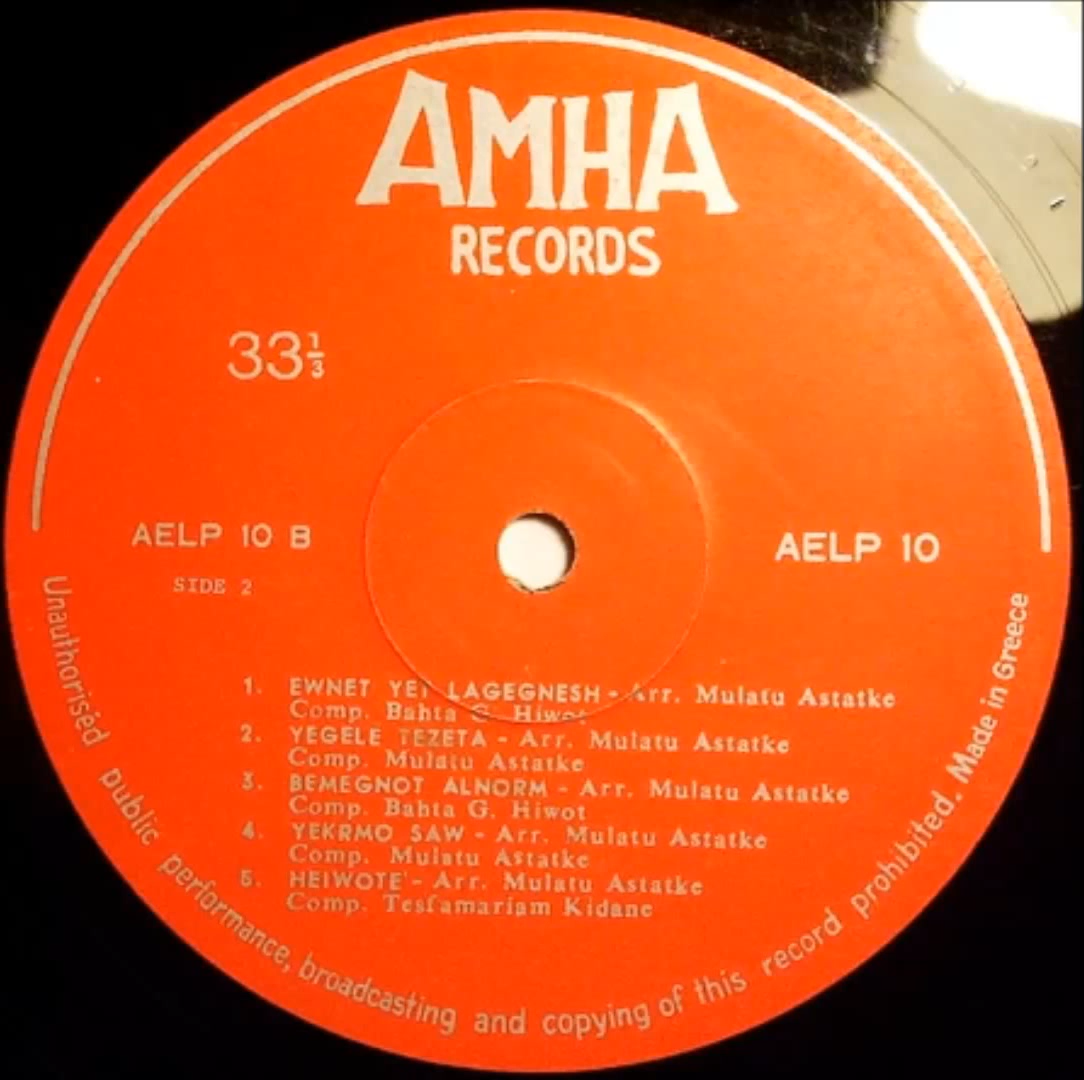 AMHA
RECORDS
33⅓
AELP 10 B
AELP 10
SIDE 2
1. EWNET YET LAGEGNESH - Arr. Mulatu Astatke
Comp. Bahta G. Hiwot
2. YEGELE TEZETA - Arr. Mulatu Astatke
Comp. Mulatu Astatke
3. BEMEGNOT ALNORM - Arr. Mulatu Astatke
Comp. Bahta G. Hiwot
4. YEKRMO SAW - Arr. Mulatu Astatke
Comp. Mulatu Astatke
5. HEIWOTE' - Arr. Mulatu Astatke
Comp. Tesfamariam Kidane
Unauthorised public performance, broadcasting and copying of this record prohibited. Made in Greece